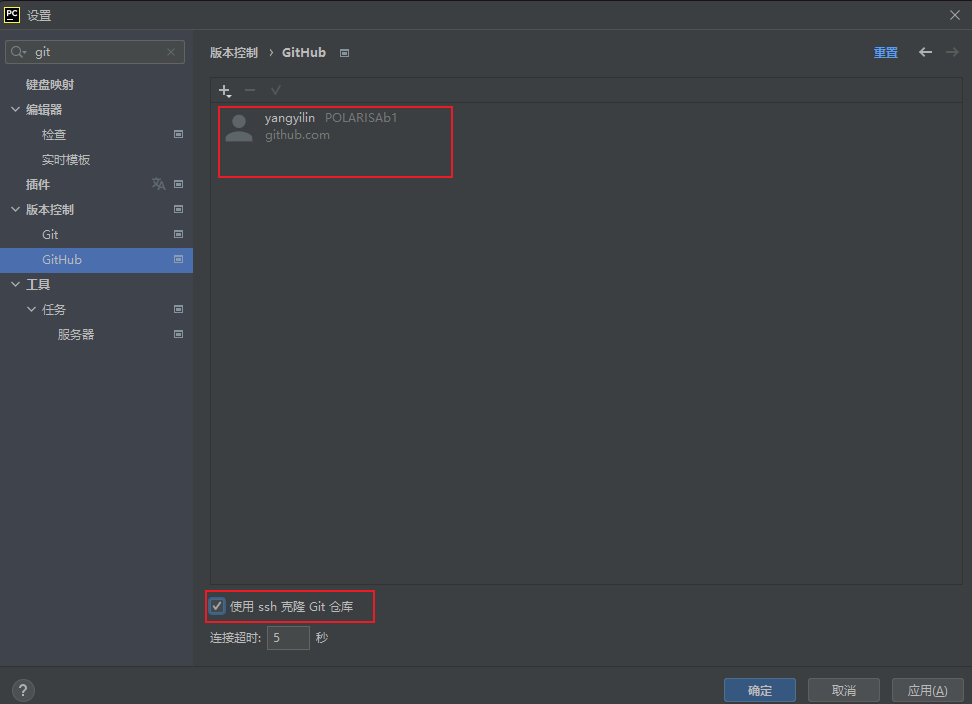 PC 设置
git
版本控制 › GitHub 重置
键盘映射
编辑器
检查
实时模板
插件
版本控制
Git
GitHub
工具
任务
服务器
yangyilin POLARISAb1
github.com
使用 ssh 克隆 Git 仓库
连接超时: 5 秒
? 确定 取消 应用(A)